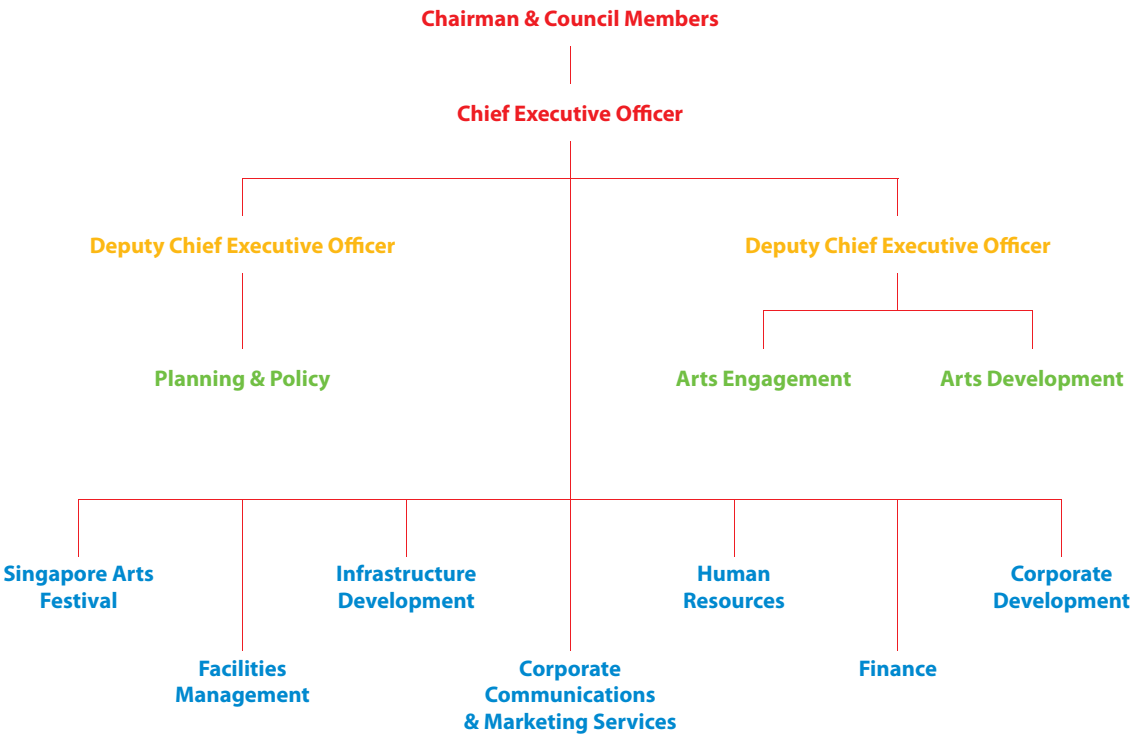 Chairman & Council Members
Chief Executive Officer
Deputy Chief Executive Officer
Deputy Chief Executive Officer
Planning & Policy
Arts Engagement
Arts Development
Singapore Arts
Festival
Infrastructure
Development
Human
Resources
Corporate
Development
Facilities
Management
Corporate
Communications
& Marketing Services
Finance